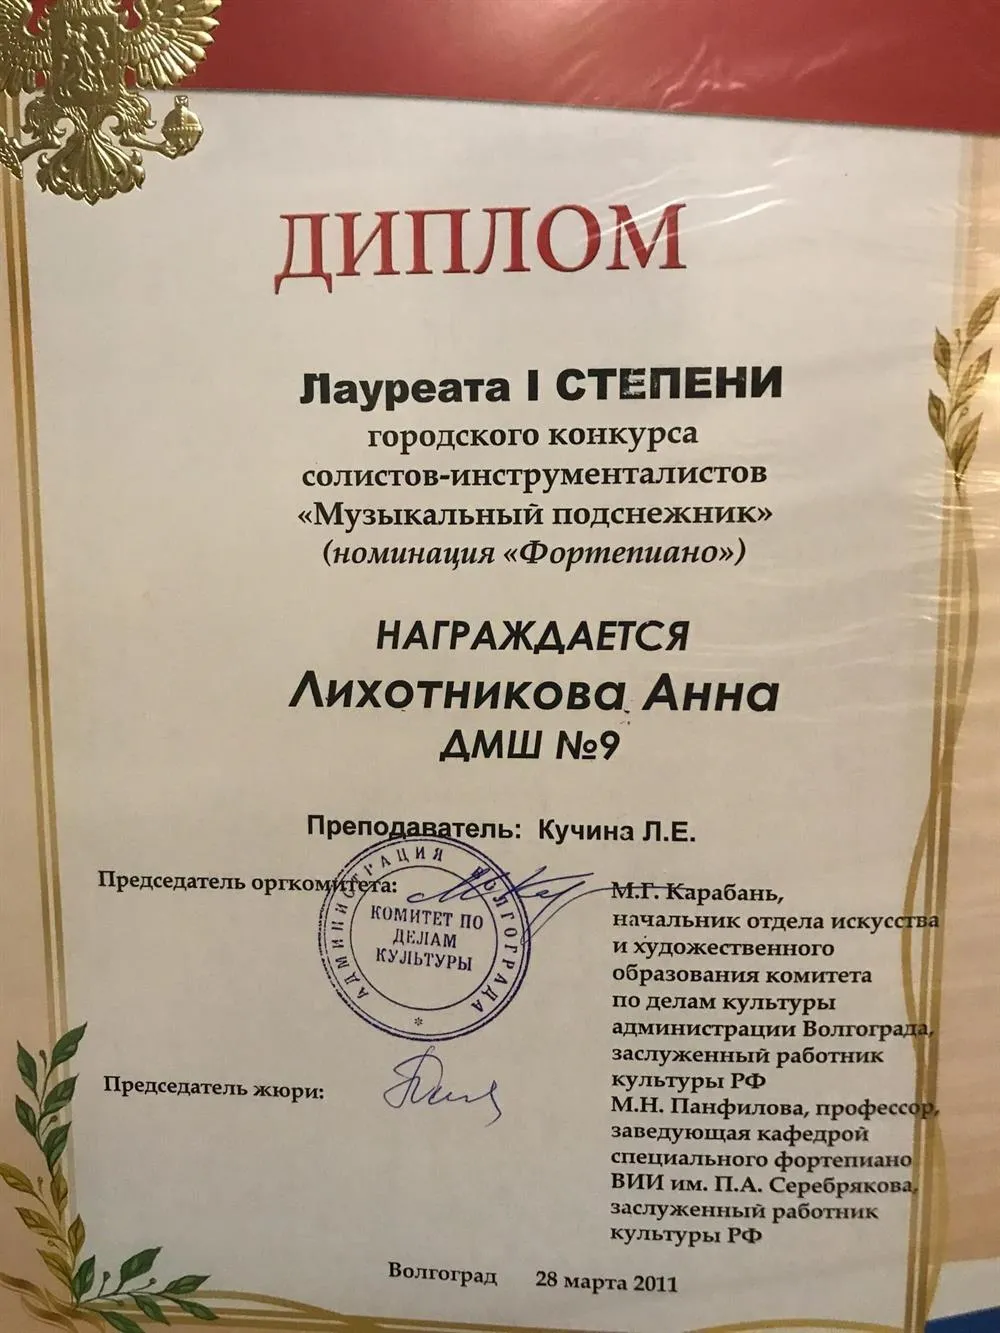 ДИПЛОМ
Лауреата I СТЕПЕНИ
городского конкурса
солистов-инструменталистов
«Музыкальный подснежник»
(номинация «Фортепиано»)
НАГРАЖДАЕТСЯ
Лихотникова Анна
ДМШ №9
Преподаватель: Кучина Л.Е.
Председатель оргкомитета:
АДМИНИСТРАЦИЯ ВОЛГОГРАДА
КОМИТЕТ ПО
ДЕЛАМ
КУЛЬТУРЫ
М.Г. Карабань,
начальник отдела искусства
и художественного
образования комитета
по делам культуры
администрации Волгограда,
заслуженный работник
культуры РФ
Председатель жюри:
М.Н. Панфилова, профессор,
заведующая кафедрой
специального фортепиано
ВИИ им. П.А. Серебрякова,
заслуженный работник
культуры РФ
Волгоград 28 марта 2011